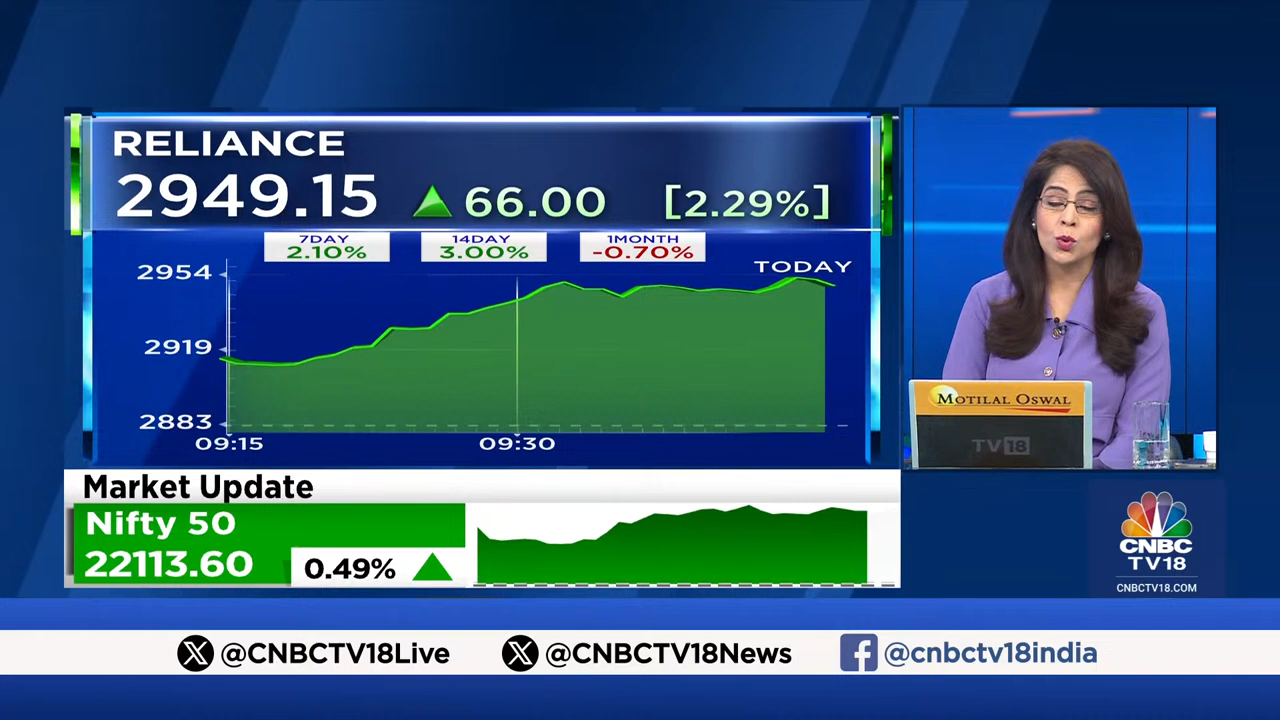 RELIANCE
2949.15 ▲ 66.00 [2.29%]
7DAY
2.10%
14DAY
3.00%
1MONTH
-0.70%
TODAY
2954
2919
2883
09:15
09:30
MOTILAL OSWAL
TV18
Market Update
Nifty 50
22113.60
0.49% ▲
CNBC
TV18
CNBCTV18.COM
@CNBCTV18Live
@CNBCTV18News
@cnbctv18india